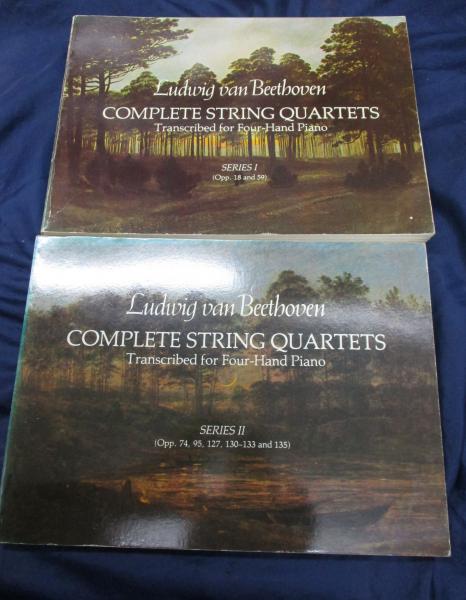 Ludwig van Beethoven
COMPLETE STRING QUARTETS
Transcribed for Four-Hand Piano
SERIES I
(Opp. 18 and 59)
Ludwig van Beethoven
COMPLETE STRING QUARTETS
Transcribed for Four-Hand Piano
SERIES II
(Opp. 74, 95, 127, 130–133 and 135)